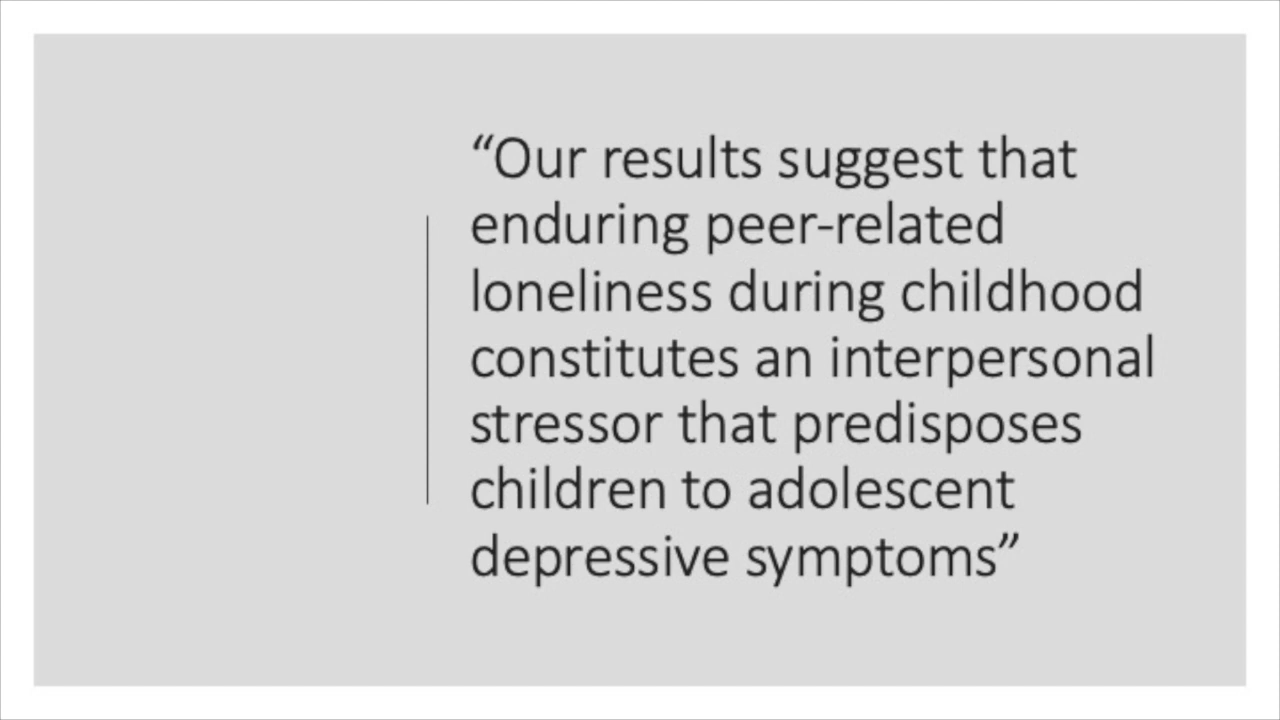 “Our results suggest that
enduring peer-related
loneliness during childhood
constitutes an interpersonal
stressor that predisposes
children to adolescent
depressive symptoms”